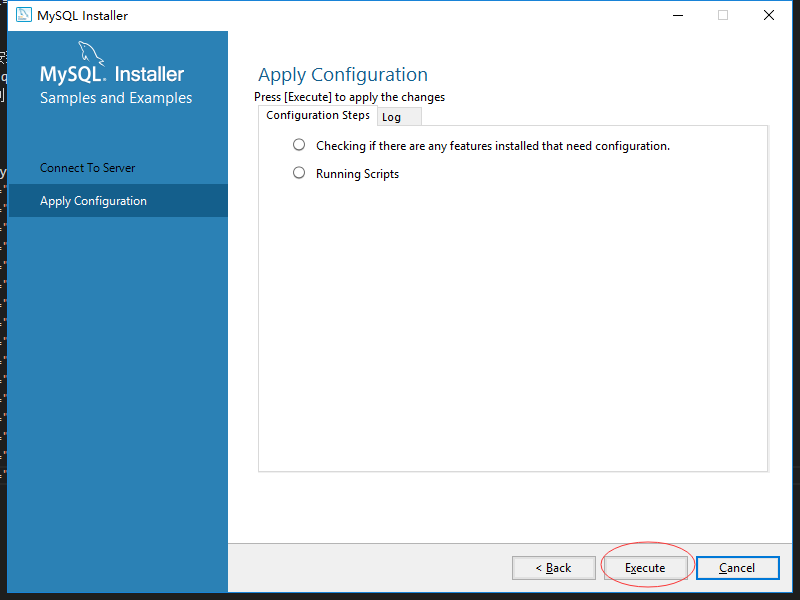 MySQL Installer
MySQL. Installer
Samples and Examples
Connect To Server
Apply Configuration
Apply Configuration
Press [Execute] to apply the changes
Configuration Steps
Log
Checking if there are any features installed that need configuration.
Running Scripts
< Back
Execute
Cancel